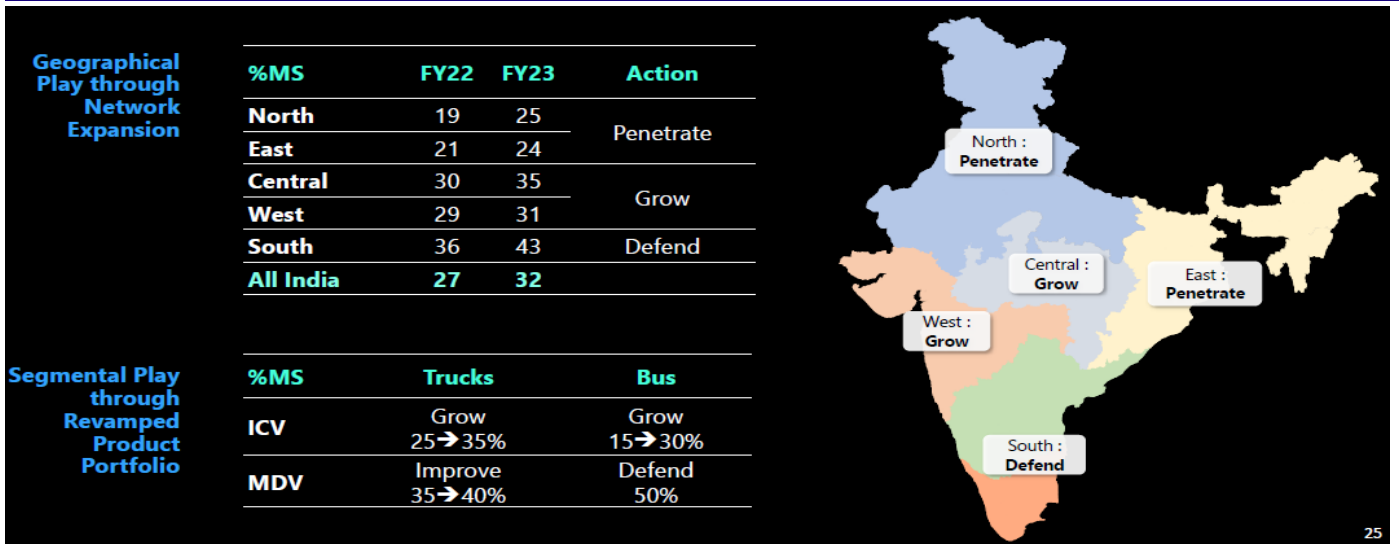 Geographical
Play through
Network
Expansion
%MS FY22 FY23 Action
North 19 25
Penetrate
East 21 24
Central 30 35
Grow
West 29 31
South 36 43 Defend
All India 27 32
Segmental Play
through
Revamped
Product
Portfolio
%MS Trucks Bus
ICV
Grow
25➔35%
Grow
15➔30%
MDV
Improve
35➔40%
Defend
50%
North :
Penetrate
Central :
Grow
East :
Penetrate
West :
Grow
South :
Defend
25